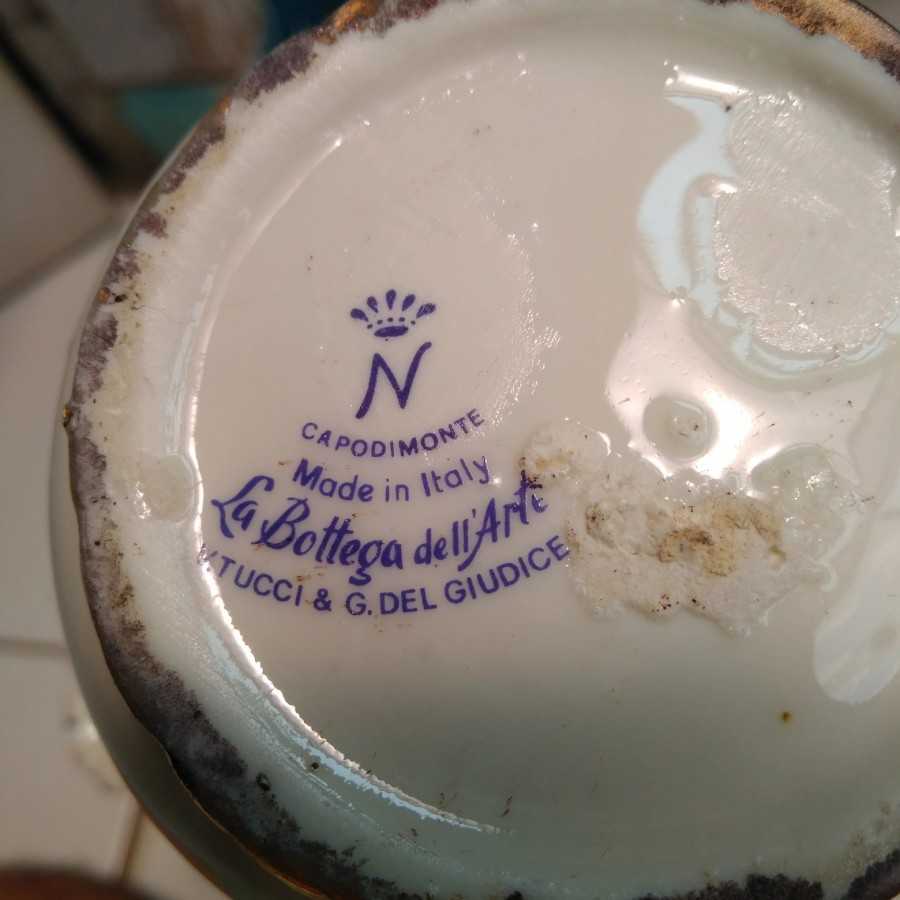 N
CAPODIMONTE
Made in Italy
La Bottega dell'Arte
V. TUCCI & G. DEL GIUDICE